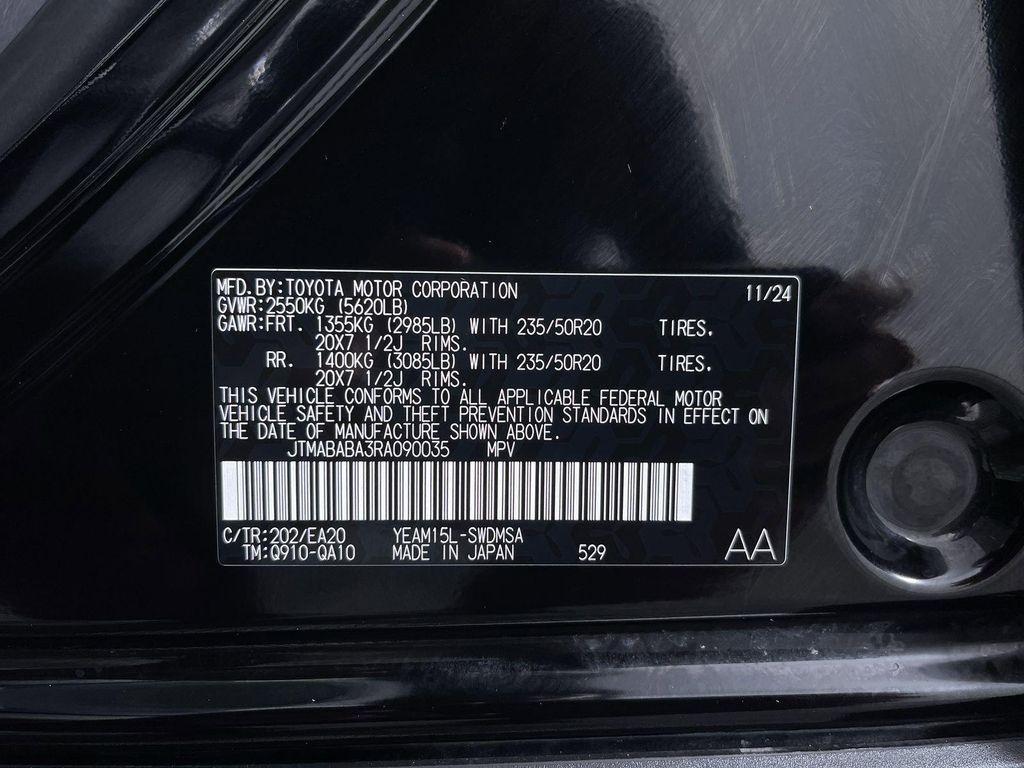 MFD.BY:TOYOTA MOTOR CORPORATION 11/24
GVWR:2550KG (5620LB)
GAWR:FRT. 1355KG (2985LB) WITH 235/50R20 TIRES.
20X7 1/2J RIMS.
RR. 1400KG (3085LB) WITH 235/50R20 TIRES.
20X7 1/2J RIMS.
THIS VEHICLE CONFORMS TO ALL APPLICABLE FEDERAL MOTOR
VEHICLE SAFETY AND THEFT PREVENTION STANDARDS IN EFFECT ON
THE DATE OF MANUFACTURE SHOWN ABOVE.
JTMABABA3RA090035 MPV
C/TR:202/EA20 YEAM15L-SWDMSA
TM:Q910-QA10 MADE IN JAPAN 529 AA